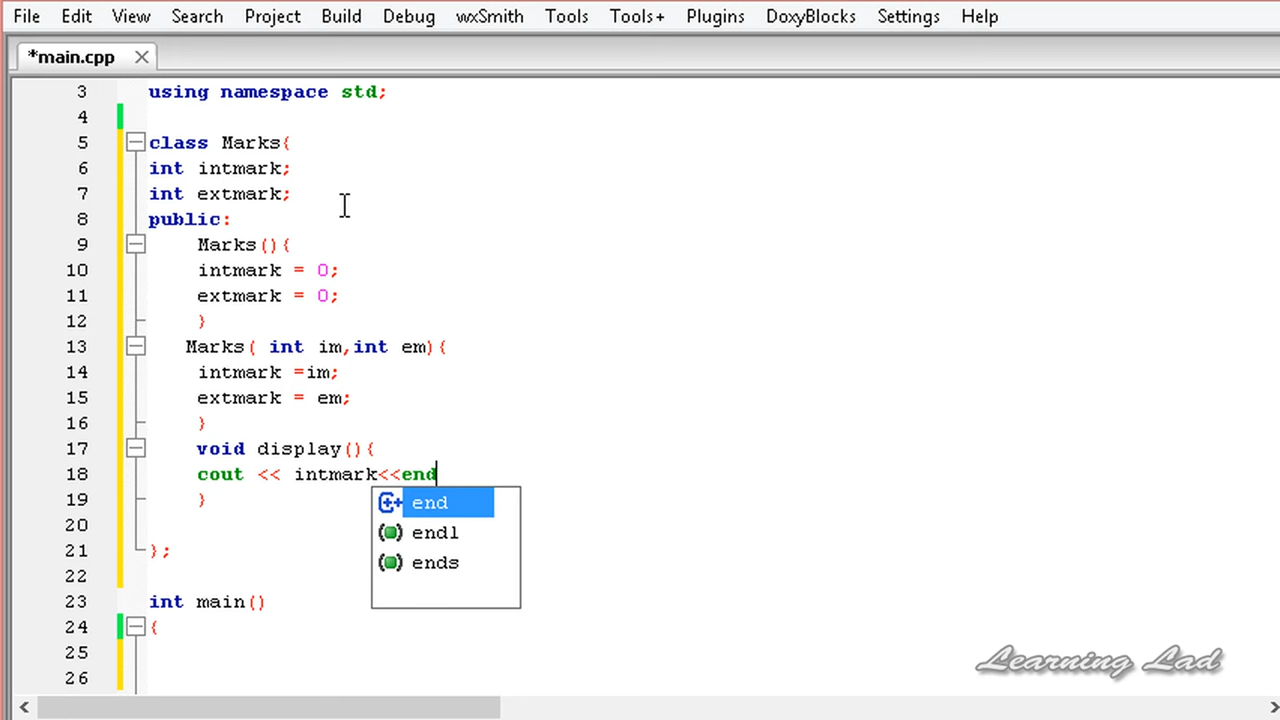 File Edit View Search Project Build Debug wxSmith Tools Tools+ Plugins DoxyBlocks Settings Help
*main.cpp
3 using namespace std;
4
5 class Marks{
6 int intmark;
7 int extmark;
8 public:
9 Marks(){
10 intmark = 0;
11 extmark = 0;
12 }
13 Marks( int im,int em){
14 intmark =im;
15 extmark = em;
16 }
17 void display(){
18 cout << intmark<<end
19 }
end
endl
ends
20
21 };
22
23 int main()
24 {
25
26
Learning Lad